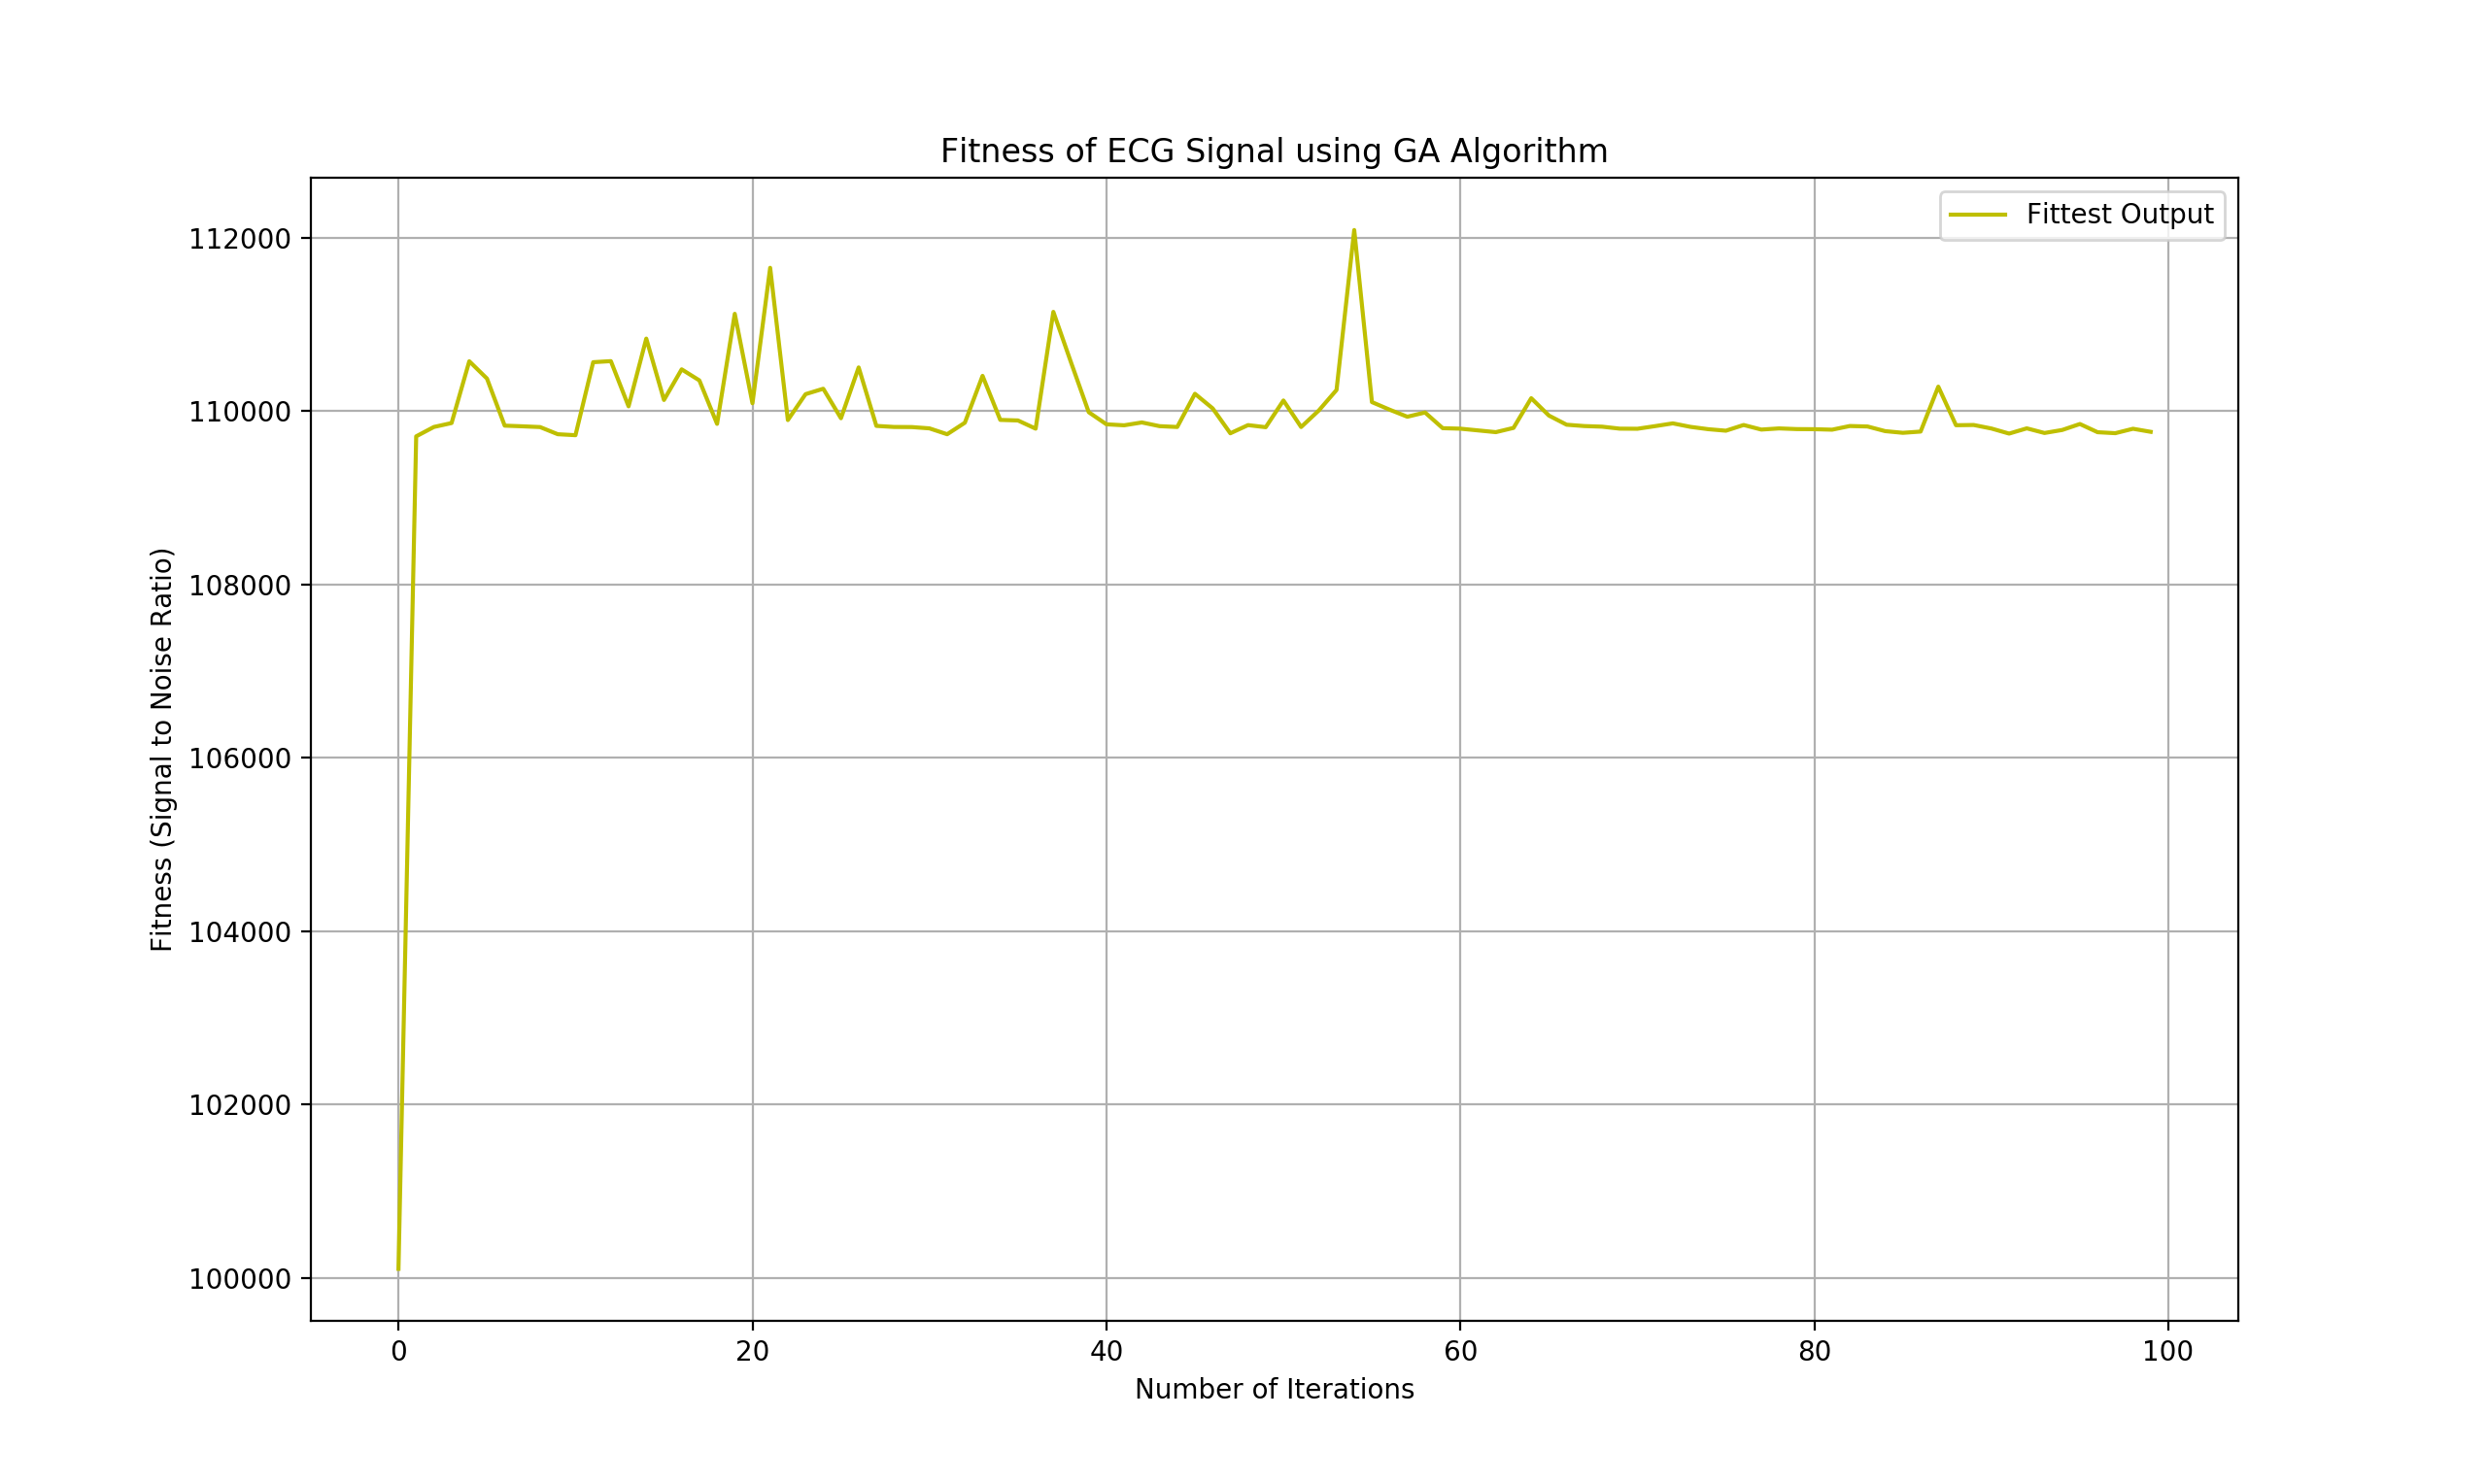 Fitness of ECG Signal using GA Algorithm
Fittest Output
112000
110000
108000
106000
104000
102000
100000
Fitness (Signal to Noise Ratio)
0 20 40 60 80 100
Number of Iterations